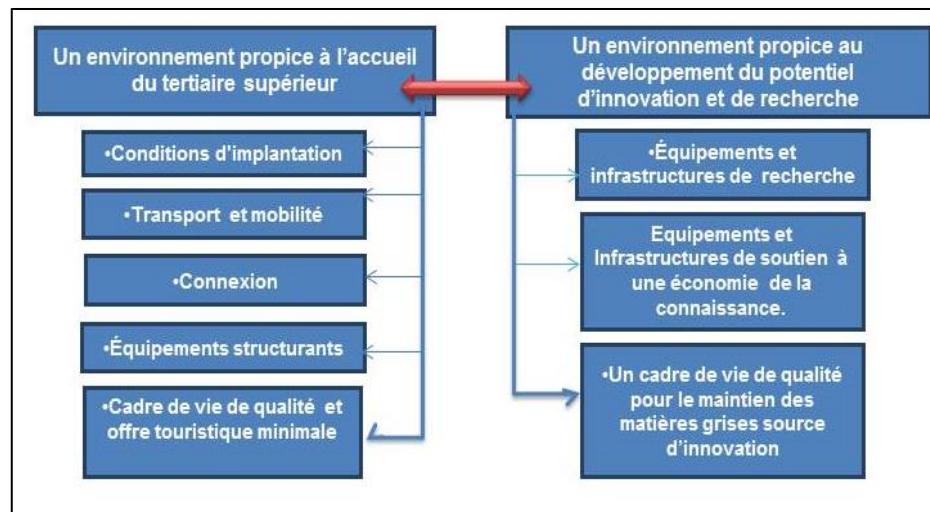 Un environnement propice à l'accueil
du tertiaire supérieur
•Conditions d'implantation
•Transport et mobilité
•Connexion
•Équipements structurants
•Cadre de vie de qualité et
offre touristique minimale
Un environnement propice au
développement du potentiel
d'innovation et de recherche
•Équipements et
infrastructures de recherche
Equipements et
Infrastructures de soutien à
une économie de la
connaissance.
•Un cadre de vie de qualité
pour le maintien des
matières grises source
d'innovation